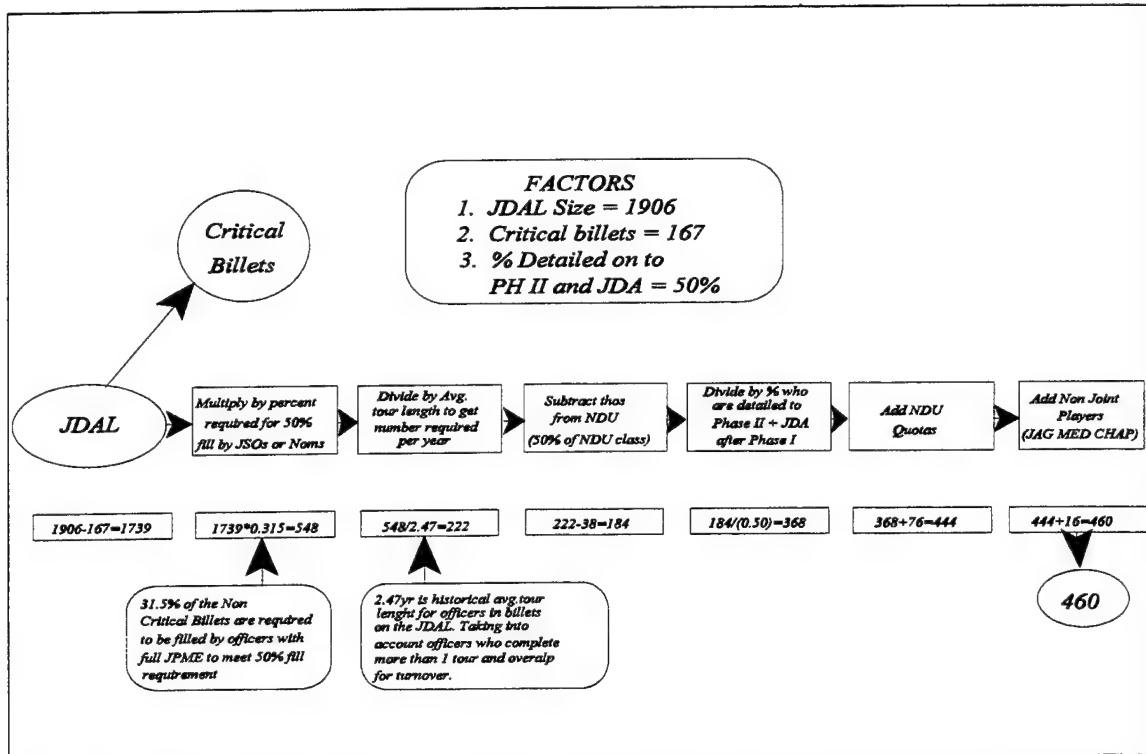 FACTORS
1. JDAL Size = 1906
2. Critical billets = 167
3. % Detailed on to
PH II and JDA = 50%
Critical
Billets
JDAL
Multiply by percent
required for 50%
fill by JSOs or Noms
Divide by Avg.
tour length to get
number required
per year
Subtract thos
from NDU
(50% of NDU class)
Divide by % who
are detailed to
Phase II + JDA
after Phase I
Add NDU
Quotas
Add Non Joint
Players
(JAG MED CHAP)
1906-167=1739
1739*0.315=548
548/2.47=222
222-38=184
184/(0.50)=368
368+76=444
444+16=460
31.5% of the Non
Critical Billets are required
to be filled by officers with
full JPME to meet 50% fill
requirement
2.47yr is historical avg.tour
lenght for officers in billets
on the JDAL. Taking into
account officers who complete
more than 1 tour and overalp
for turnover.
460